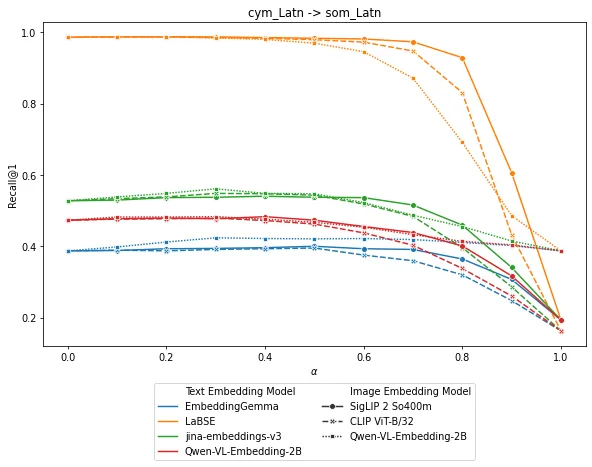 cym_Latn -> som_Latn
Recall@1
1.0
0.8
0.6
0.4
0.2
0.0 0.2 0.4 0.6 0.8 1.0
α
Text Embedding Model Image Embedding Model
EmbeddingGemma SigLIP 2 So400m
LaBSE CLIP ViT-B/32
jina-embeddings-v3 Qwen-VL-Embedding-2B
Qwen-VL-Embedding-2B